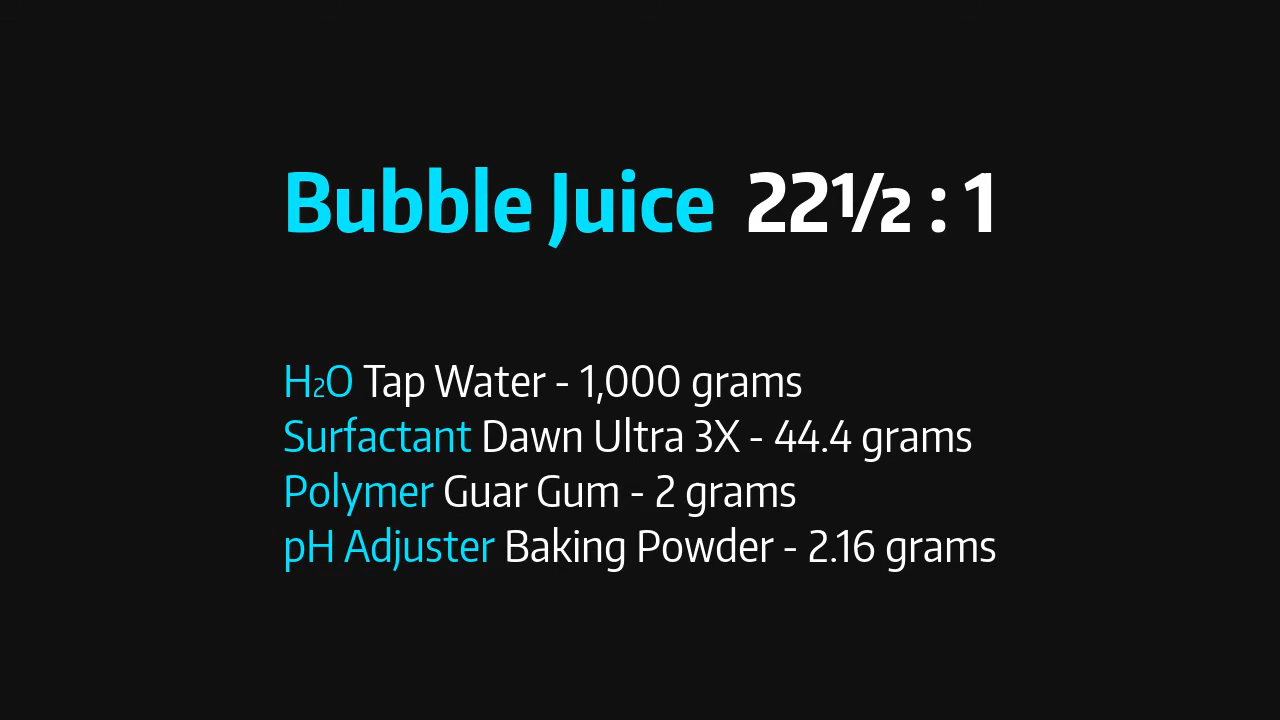 Bubble Juice 22½ : 1
H₂O Tap Water - 1,000 grams
Surfactant Dawn Ultra 3X - 44.4 grams
Polymer Guar Gum - 2 grams
pH Adjuster Baking Powder - 2.16 grams